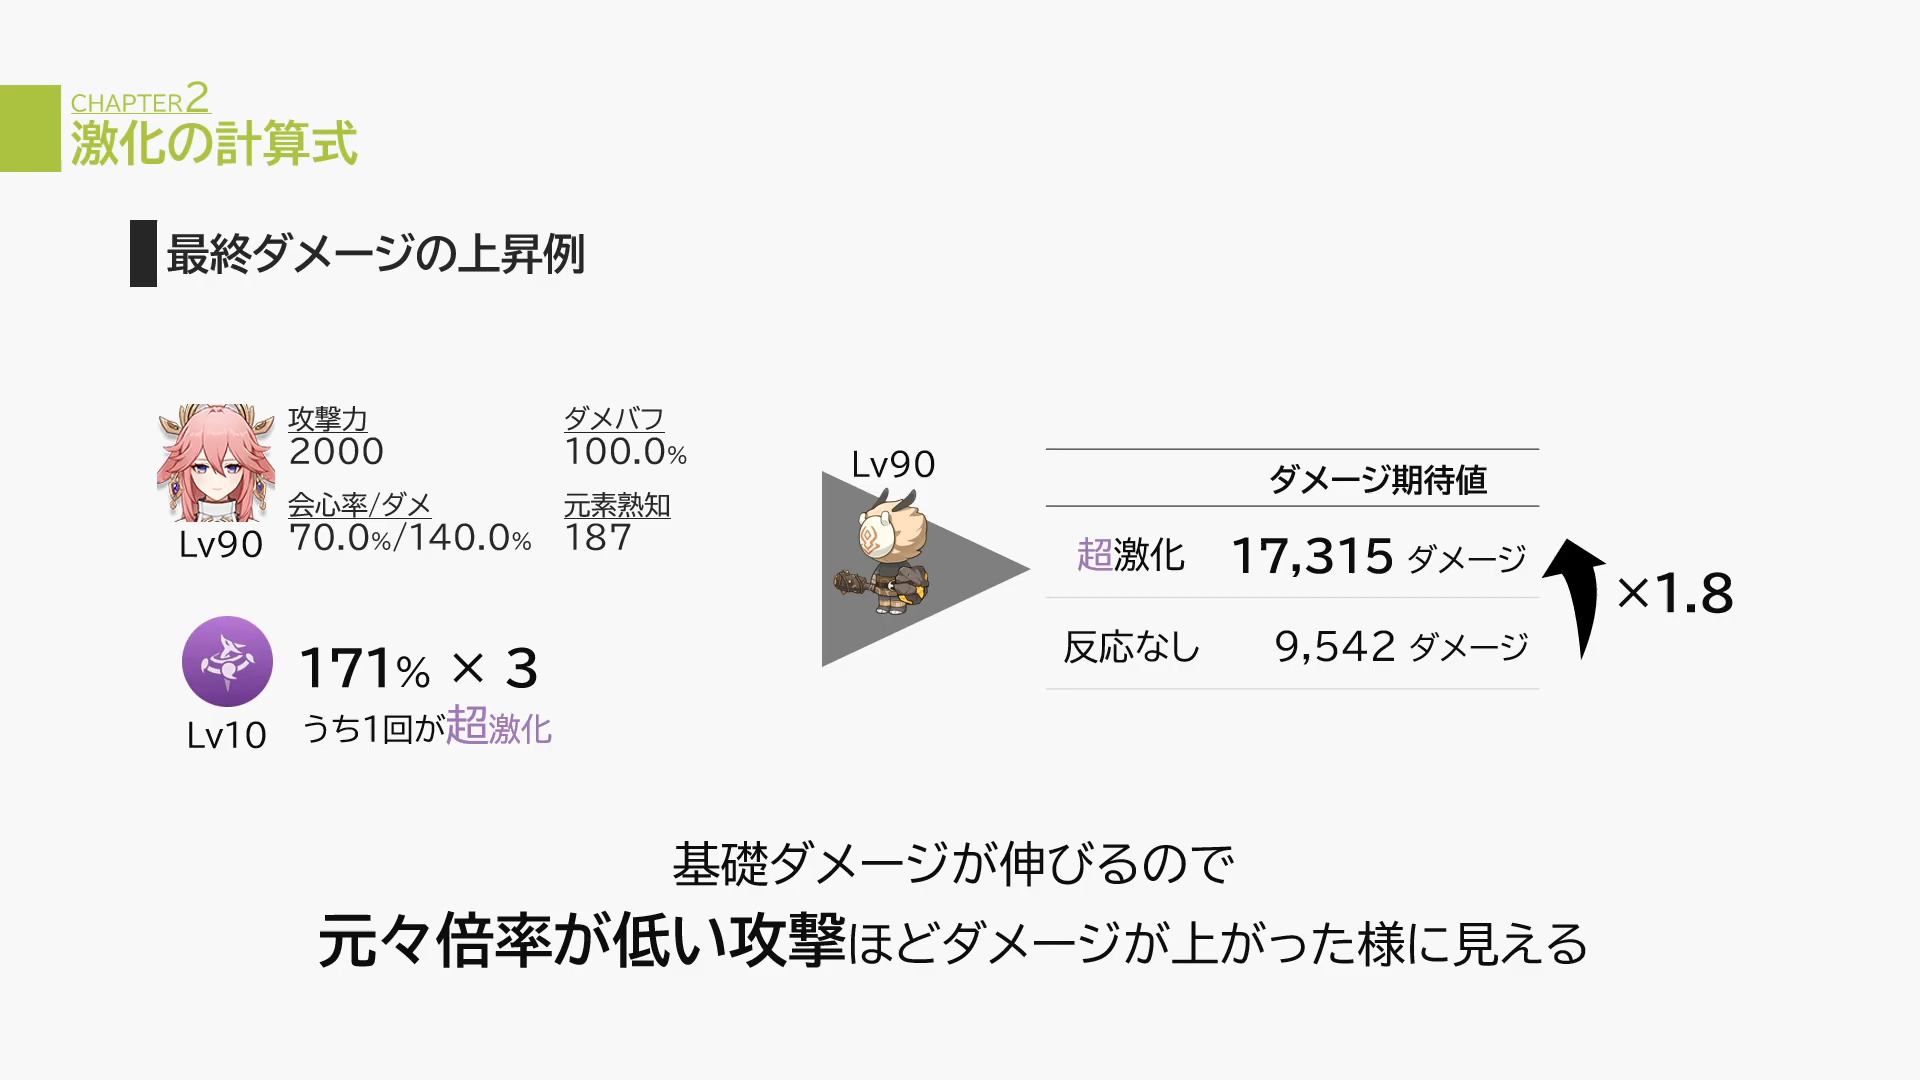 CHAPTER2
激化の計算式
最終ダメージの上昇例
攻撃力
2000
ダメバフ
100.0%
会心率/ダメ
70.0%/140.0%
元素熟知
187
Lv90
171% × 3
うち1回が超激化
Lv10
Lv90
ダメージ期待値
超激化 17,315 ダメージ
反応なし 9,542 ダメージ
×1.8
基礎ダメージが伸びるので
元々倍率が低い攻撃ほどダメージが上がった様に見える